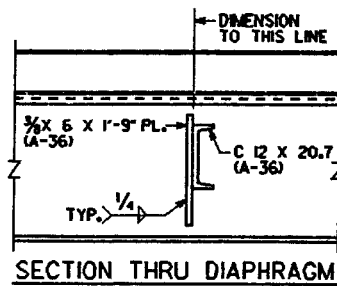 DIMENSION
TO THIS LINE
3/8 X 6 X 1'-9" PL.
(A-36)
C 12 X 20.7
(A-36)
1/4
TYP.
SECTION THRU DIAPHRAGM